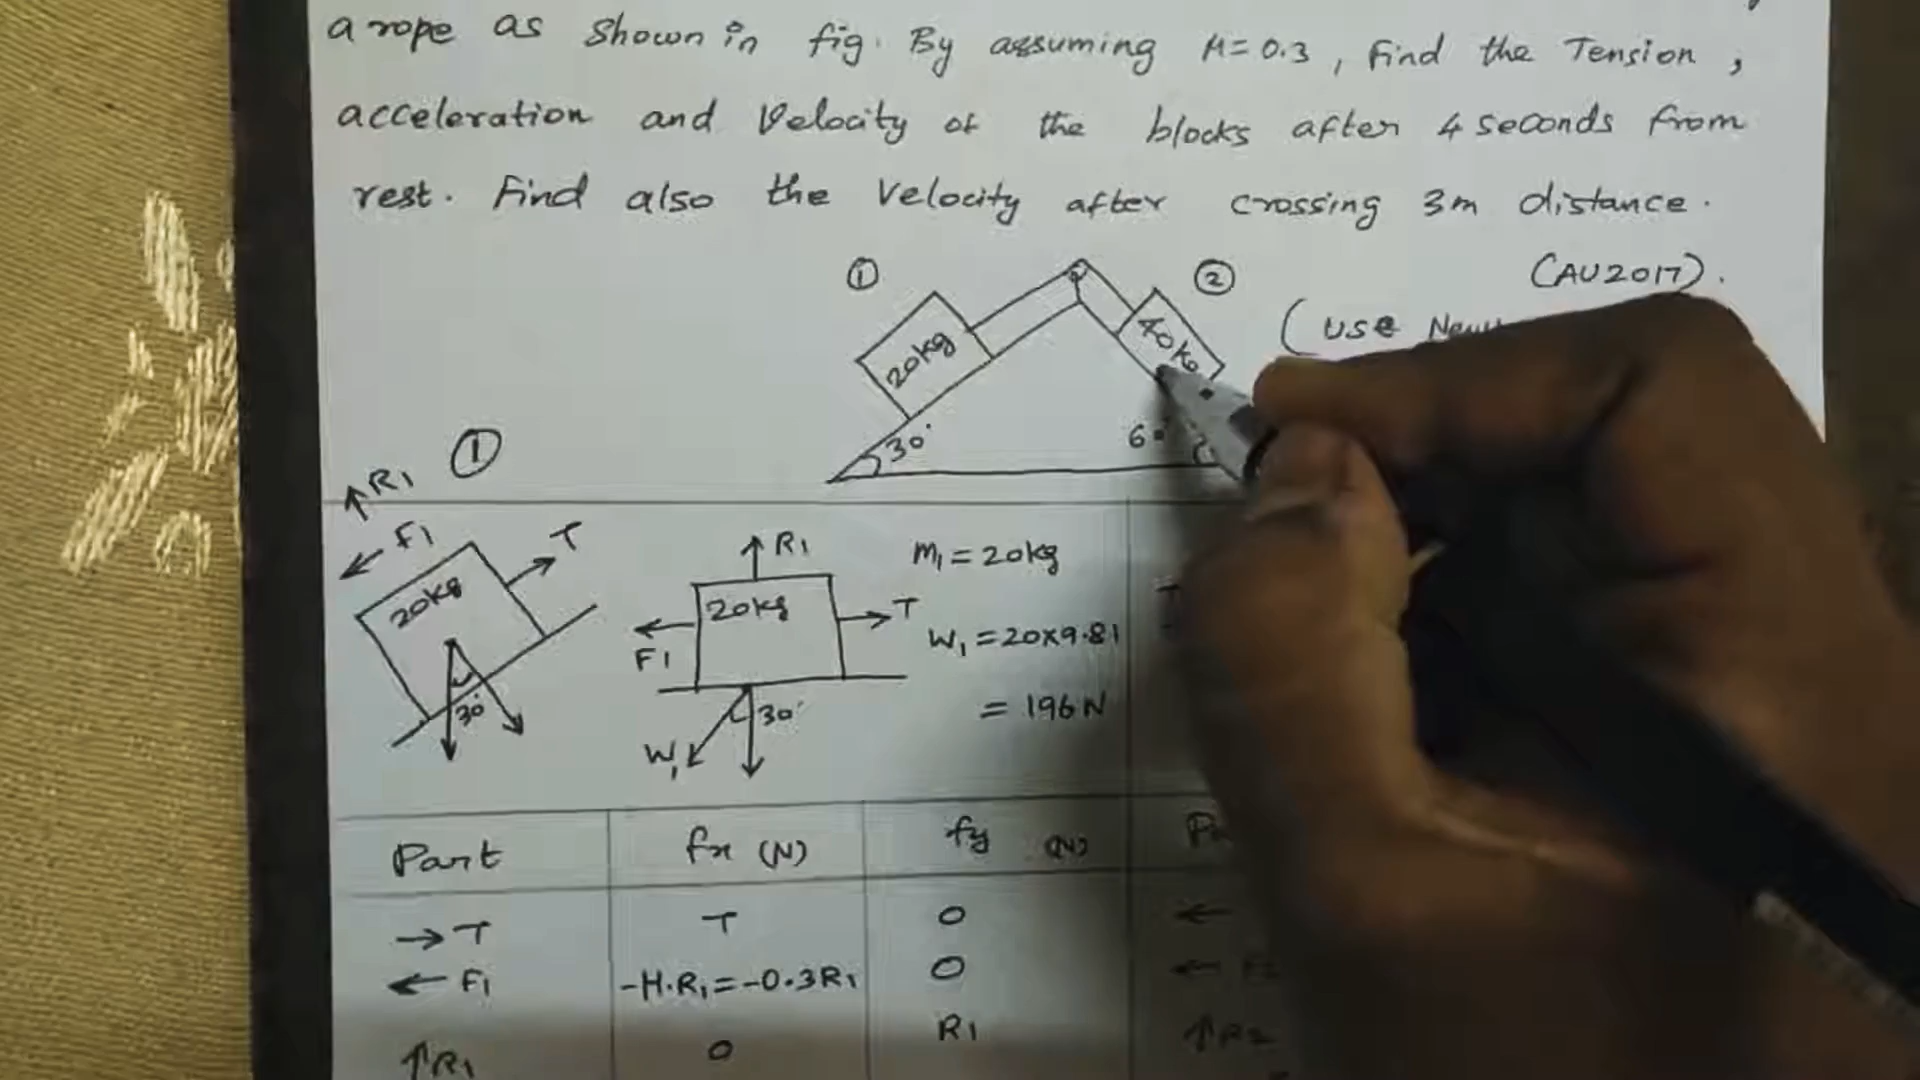 a rope as shown in fig. By assuming μ=0.3, find the Tension,
acceleration and Velocity of the blocks after 4 seconds from
rest. Find also the Velocity after crossing 3m distance.
(AU2017).
① ②
(use
20kg 40kg
30° 60°
①
R1
F1 T
20kg
30°
R1
20kg
F1 T
30°
W1
m1 = 20kg
W1 = 20×9.81
= 196 N
Part fx (N) fy (N)
→ T T 0 ←
← F1 -μ.R1 = -0.3R1 0 ←
↑R1 0 R1 ↑R2